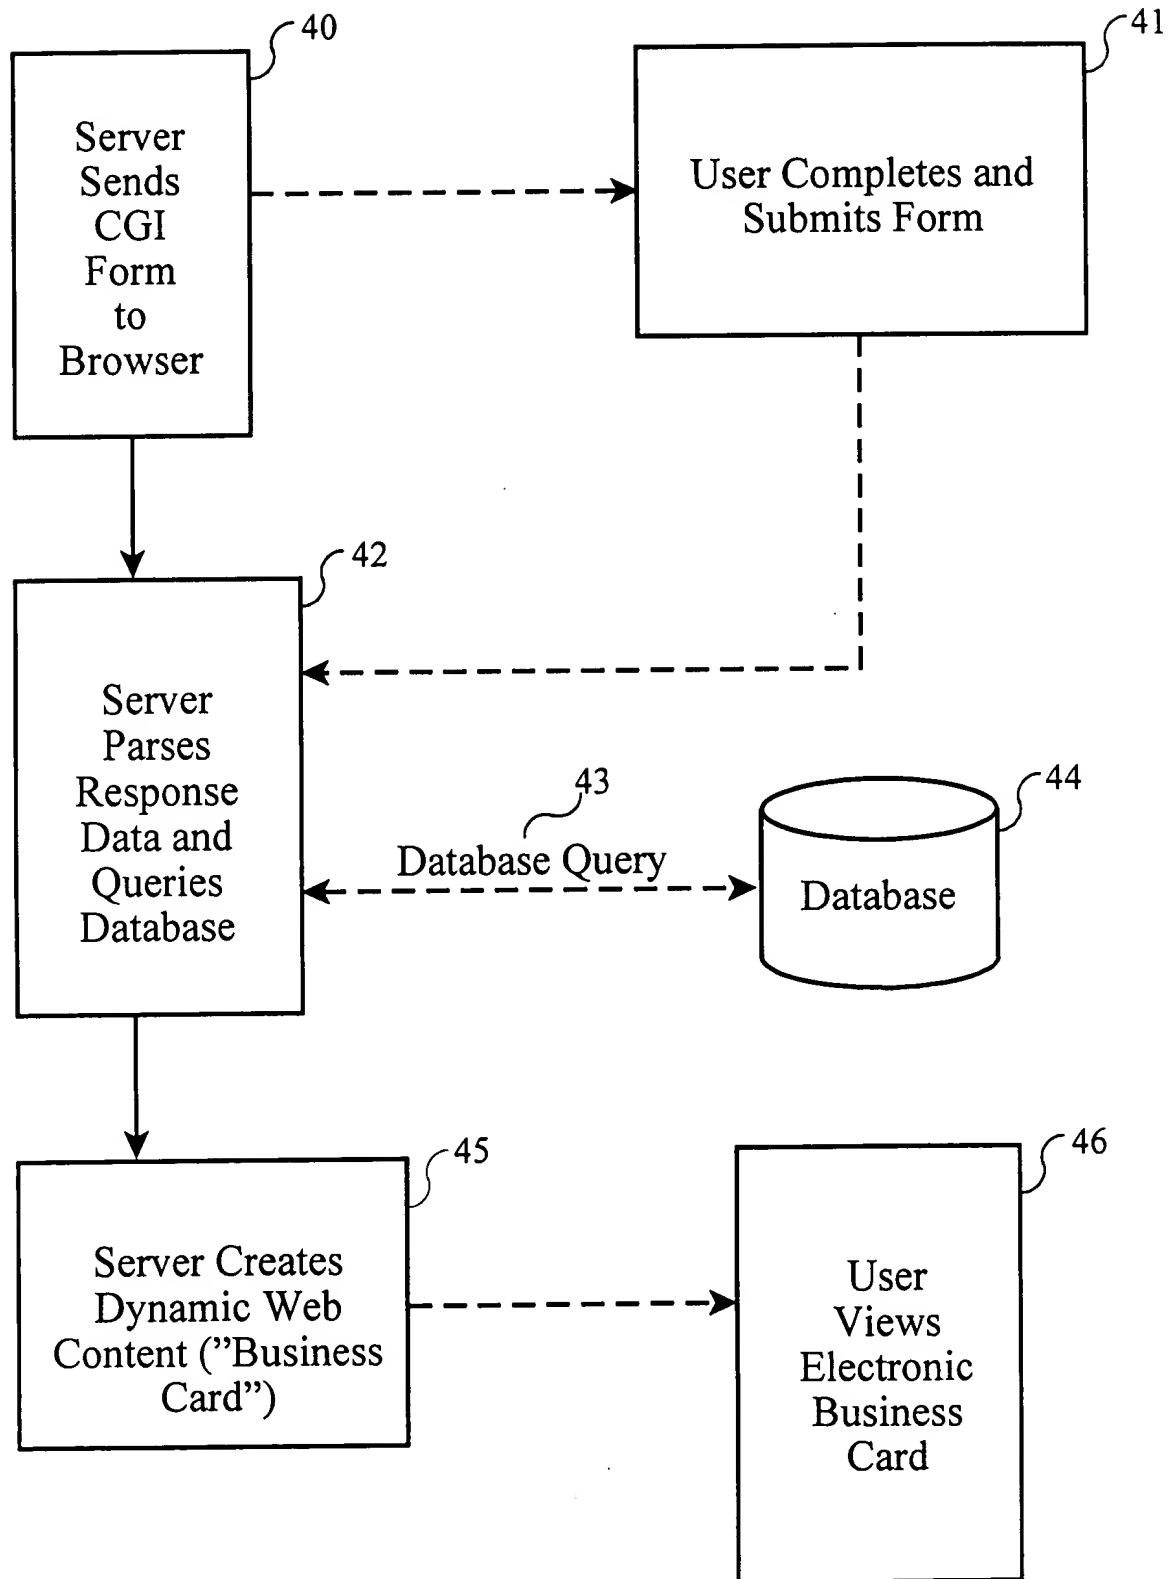 40
Server
Sends
CGI
Form
to
Browser
41
User Completes and
Submits Form
42
Server
Parses
Response
Data and
Queries
Database
43
Database Query
44
Database
45
Server Creates
Dynamic Web
Content (”Business
Card”)
46
User
Views
Electronic
Business
Card